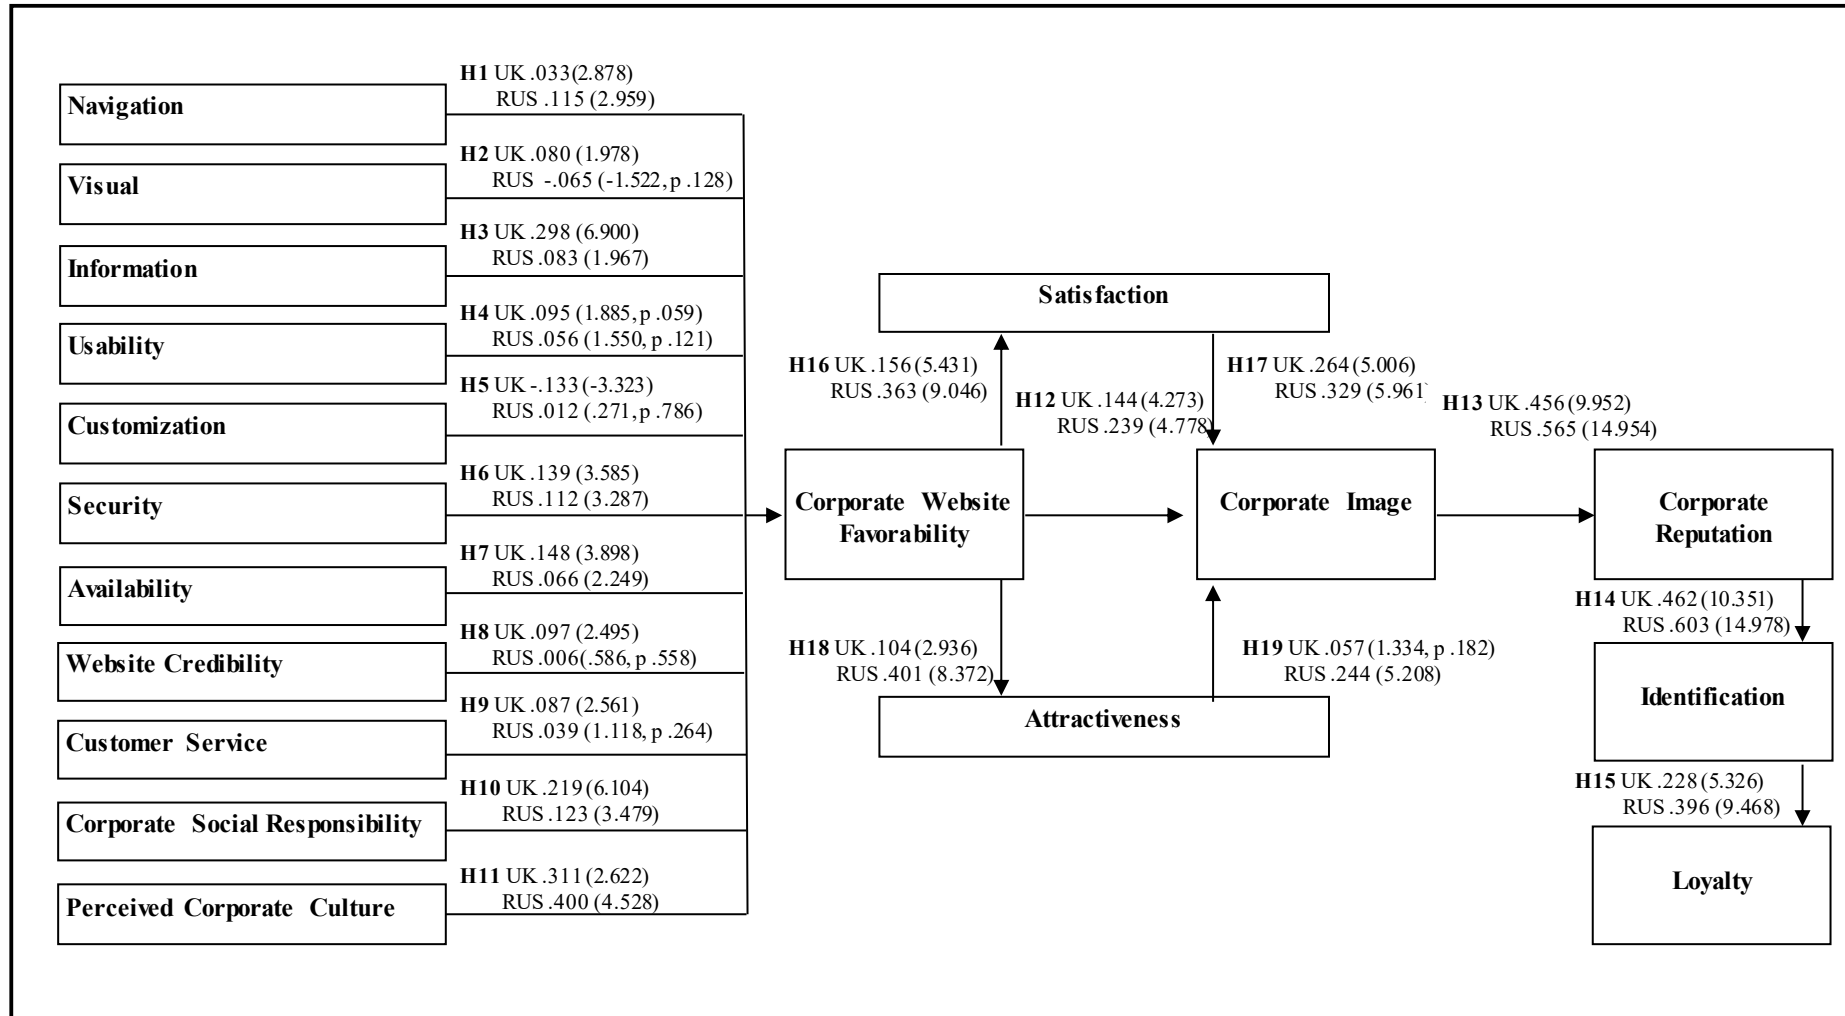 Navigation
H1 UK .033(2.878)
RUS .115 (2.959)
Visual
H2 UK .080 (1.978)
RUS -.065 (-1.522, p .128)
Information
H3 UK .298 (6.900)
RUS .083 (1.967)
Usability
H4 UK .095 (1.885, p .059)
RUS .056 (1.550, p .121)
Customization
H5 UK -.133 (-3.323)
RUS .012 (.271, p .786)
Security
H6 UK .139 (3.585)
RUS .112 (3.287)
Availability
H7 UK .148 (3.898)
RUS .066 (2.249)
Website Credibility
H8 UK .097 (2.495)
RUS .006(.586, p .558)
Customer Service
H9 UK .087 (2.561)
RUS .039 (1.118, p .264)
Corporate Social Responsibility
H10 UK .219 (6.104)
RUS .123 (3.479)
Perceived Corporate Culture
H11 UK .311 (2.622)
RUS .400 (4.528)
Satisfaction
H16 UK .156 (5.431)
RUS .363 (9.046)
H12 UK .144 (4.273)
RUS .239 (4.778)
H17 UK .264 (5.006)
RUS .329 (5.961)
H13 UK .456 (9.952)
RUS .565 (14.954)
Corporate Website
Favorability
Corporate Image
Corporate
Reputation
H18 UK .104 (2.936)
RUS .401 (8.372)
H19 UK .057 (1.334, p .182)
RUS .244 (5.208)
Attractiveness
H14 UK .462 (10.351)
RUS .603 (14.978)
Identification
H15 UK .228 (5.326)
RUS .396 (9.468)
Loyalty